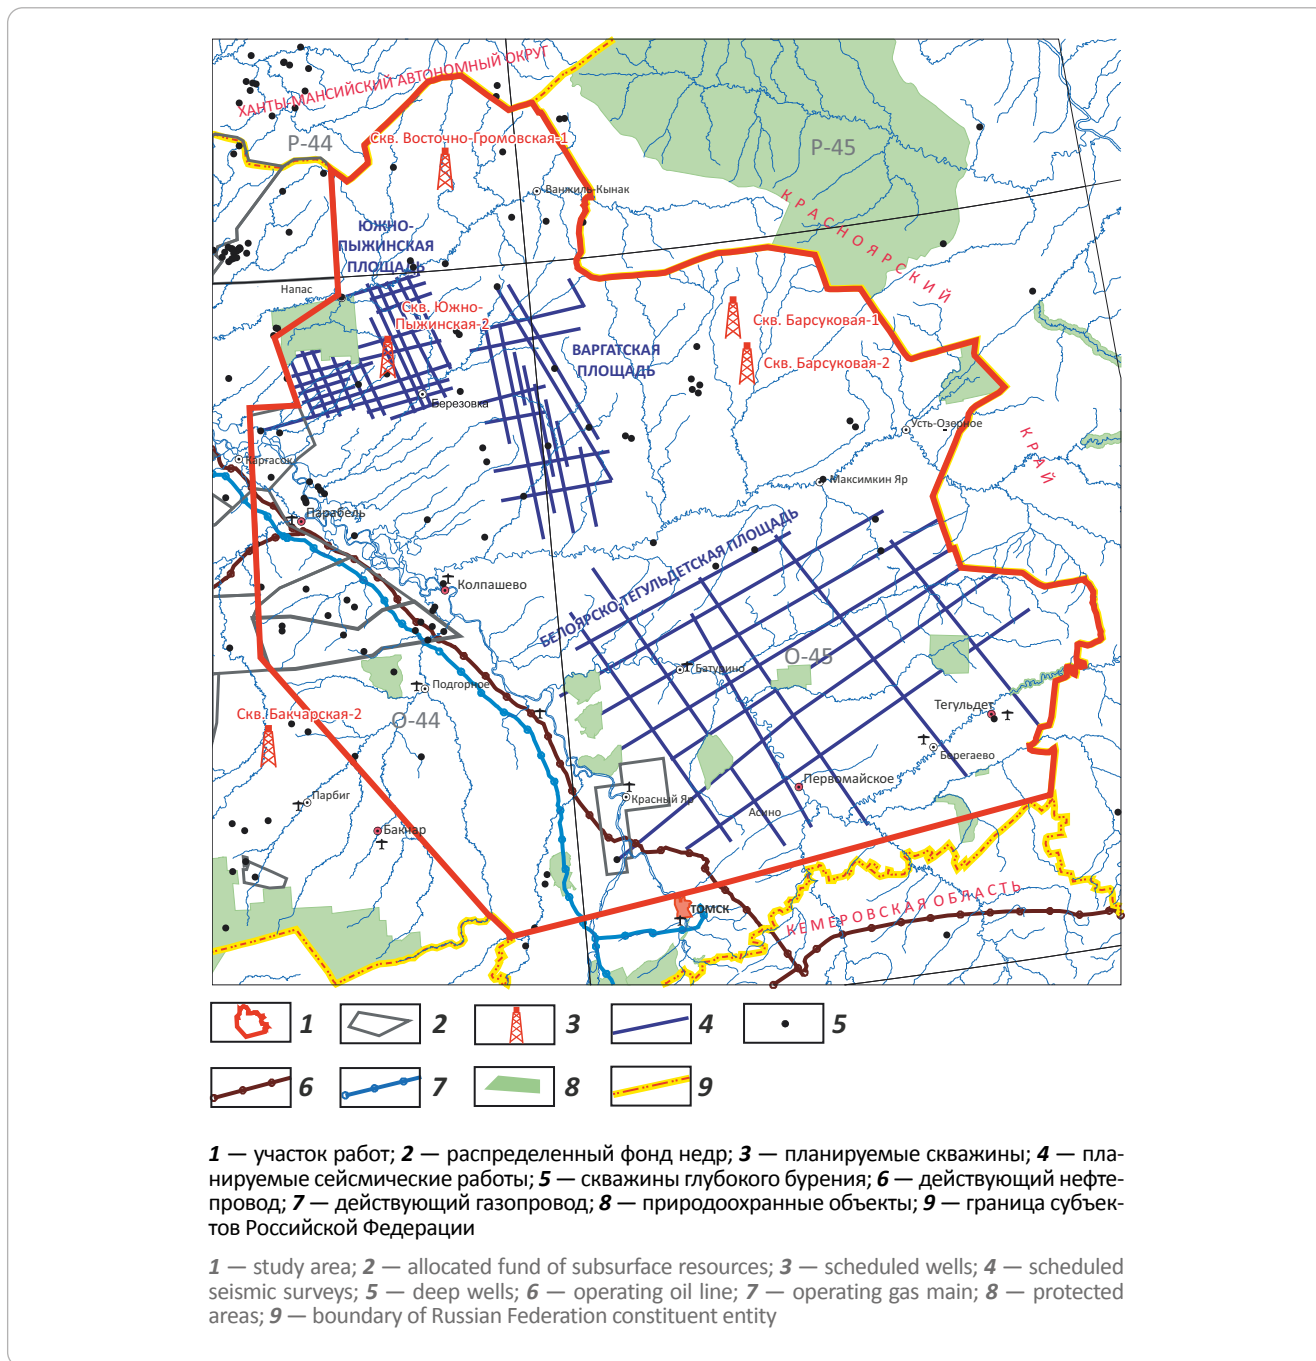 ХАНТЫ-МАНСИЙСКИЙ АВТОНОМНЫЙ ОКРУГ
P-44
Скв. Восточно-Громовская-1
P-45
Ванжиль-Кынак
КРАСНОЯРСКИЙ
ЮЖНО-
ПЫЖИНСКАЯ
ПЛОЩАДЬ
Напас
Скв. Южно-
Пыжинская-2
Скв. Барсуковая-1
ВАРГАТСКАЯ
ПЛОЩАДЬ
Скв. Барсуковая-2
Березовка
Усть-Озерное
КРАЙ
Каргасок
Максимкин Яр
Парабель
БЕЛОЯРСКО-ТЕГУЛЬДЕТСКАЯ ПЛОЩАДЬ
Колпашево
O-45
Батурино
Подгорное
Тегульдет
Скв. Бакчарская-2
O-44
Берегаево
Первомайское
Парбиг
Красный Яр
Асино
Бакчар
ТОМСК
КЕМЕРОВСКАЯ ОБЛАСТЬ
1 2 3 4 5
6 7 8 9
1 — участок работ; 2 — распределенный фонд недр; 3 — планируемые скважины; 4 — пла-
нируемые сейсмические работы; 5 — скважины глубокого бурения; 6 — действующий нефте-
провод; 7 — действующий газопровод; 8 — природоохранные объекты; 9 — граница субъек-
тов Российской Федерации
1 — study area; 2 — allocated fund of subsurface resources; 3 — scheduled wells; 4 — scheduled
seismic surveys; 5 — deep wells; 6 — operating oil line; 7 — operating gas main; 8 — protected
areas; 9 — boundary of Russian Federation constituent entity